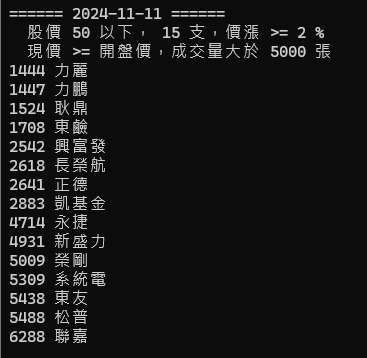 ====== 2024-11-11 ======
股價 50 以下， 15 支，價漲 >= 2 %
現價 >= 開盤價，成交量大於 5000 張
1444 力麗
1447 力鵬
1524 耿鼎
1708 東鹼
2542 興富發
2618 長榮航
2641 正德
2883 凱基金
4714 永捷
4931 新盛力
5009 榮剛
5309 系統電
5438 東友
5488 松普
6288 聯嘉